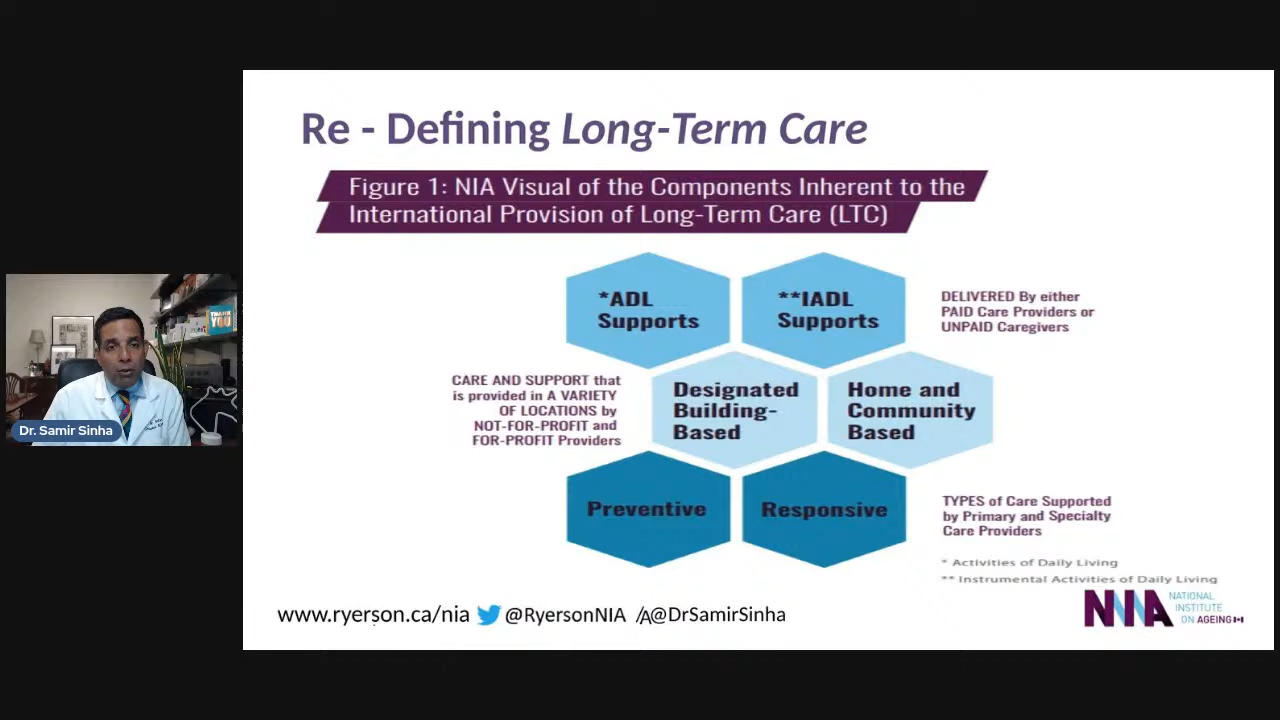 Re - Defining Long-Term Care
Figure 1: NIA Visual of the Components Inherent to the
International Provision of Long-Term Care (LTC)
*ADL
Supports
**IADL
Supports
DELIVERED By either
PAID Care Providers or
UNPAID Caregivers
CARE AND SUPPORT that
is provided in A VARIETY
OF LOCATIONS by
NOT-FOR-PROFIT and
FOR-PROFIT Providers
Designated
Building-
Based
Home and
Community
Based
Preventive
Responsive
TYPES of Care Supported
by Primary and Specialty
Care Providers
* Activities of Daily Living
** Instrumental Activities of Daily Living
www.ryerson.ca/nia @RyersonNIA /A@DrSamirSinha
NIA NATIONAL
INSTITUTE
ON AGEING
THANK
YOU
Dr. Samir Sinha